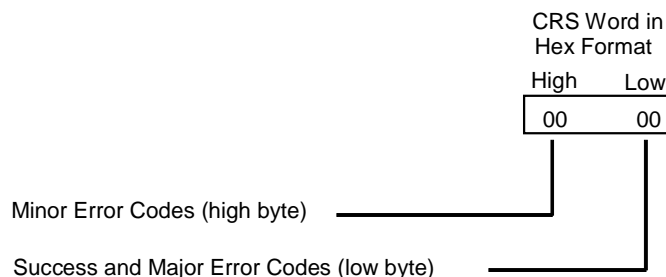 CRS Word in
Hex Format
High Low
00 00
Minor Error Codes (high byte)
Success and Major Error Codes (low byte)